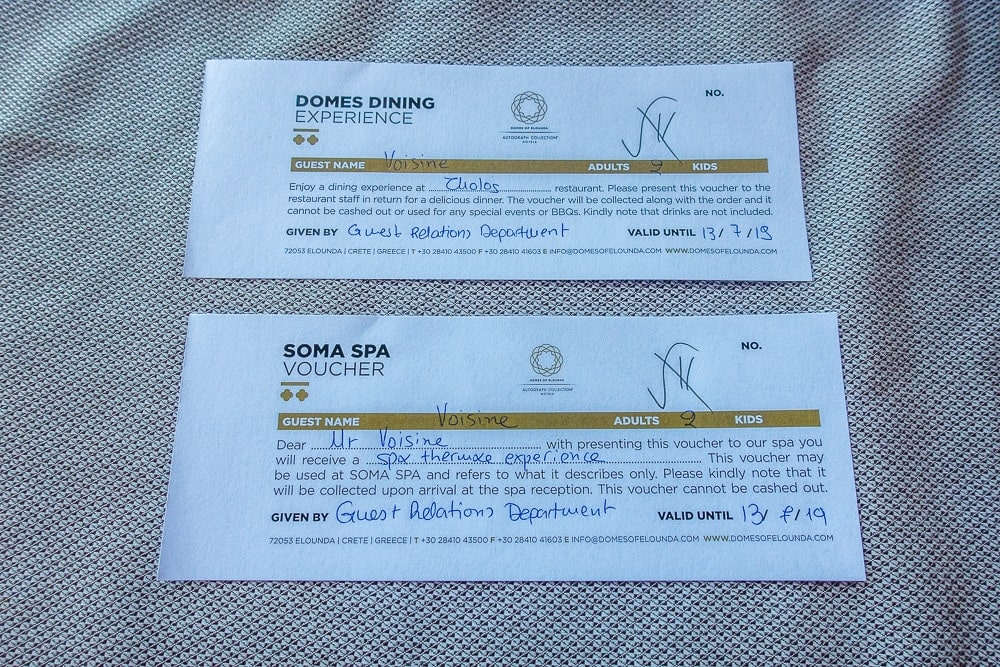 DOMES DINING
EXPERIENCE
DOMES OF ELOUNDA
AUTOGRAPH COLLECTION
HOTELS
NO.
GUEST NAME Voisine ADULTS 2 KIDS
Enjoy a dining experience at Tholos restaurant. Please present this voucher to the
restaurant staff in return for a delicious dinner. The voucher will be collected along with the order and it
cannot be cashed out or used for any special events or BBQs. Kindly note that drinks are not included.
GIVEN BY Guest Relations Department VALID UNTIL 13/7/19
72053 ELOUNDA | CRETE | GREECE | T +30 28410 43500 F +30 28410 41603 E INFO@DOMESOFELOUNDA.COM WWW.DOMESOFELOUNDA.COM
SOMA SPA
VOUCHER
DOMES OF ELOUNDA
AUTOGRAPH COLLECTION
HOTELS
NO.
GUEST NAME Voisine ADULTS 2 KIDS
Dear Mr Voisine with presenting this voucher to our spa you
will receive a spa thermae experience. This voucher may
be used at SOMA SPA and refers to what it describes only. Please kindly note that it
will be collected upon arrival at the spa reception. This voucher cannot be cashed out.
GIVEN BY Guest Relations Department VALID UNTIL 13/7/19
72053 ELOUNDA | CRETE | GREECE | T +30 28410 43500 F +30 28410 41603 E INFO@DOMESOFELOUNDA.COM WWW.DOMESOFELOUNDA.COM